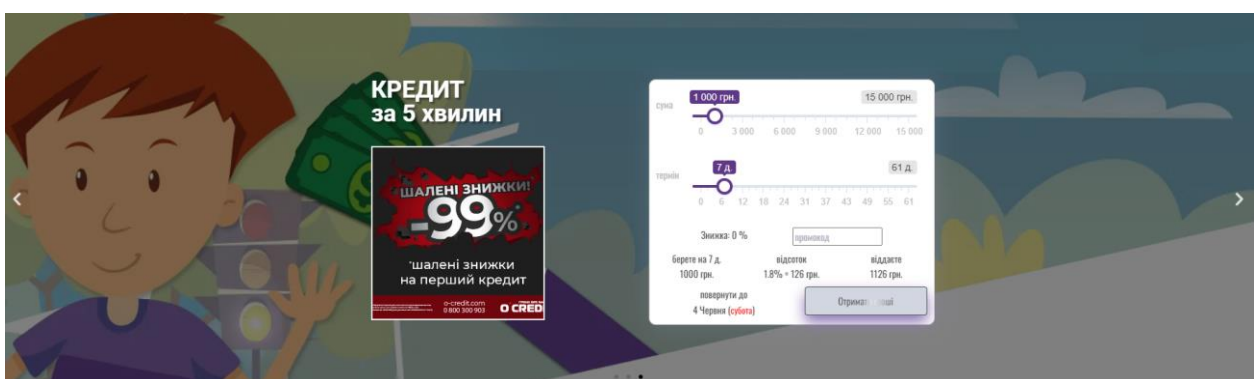 КРЕДИТ
за 5 хвилин
ШАЛЕНІ ЗНИЖКИ!
-99%
шалені знижки
на перший кредит
o-credit.com
0 800 300 903
O CRED
1 000 грн.
15 000 грн.
сума
0 3 000 6 000 9 000 12 000 15 000
7 д.
61 д.
термін
0 6 12 18 24 31 37 43 49 55 61
Знижка: 0 %
промокод
берете на 7 д. відсоток віддаєте
1000 грн. 1.8% = 126 грн. 1126 грн.
повернути до
4 Червня (субота)